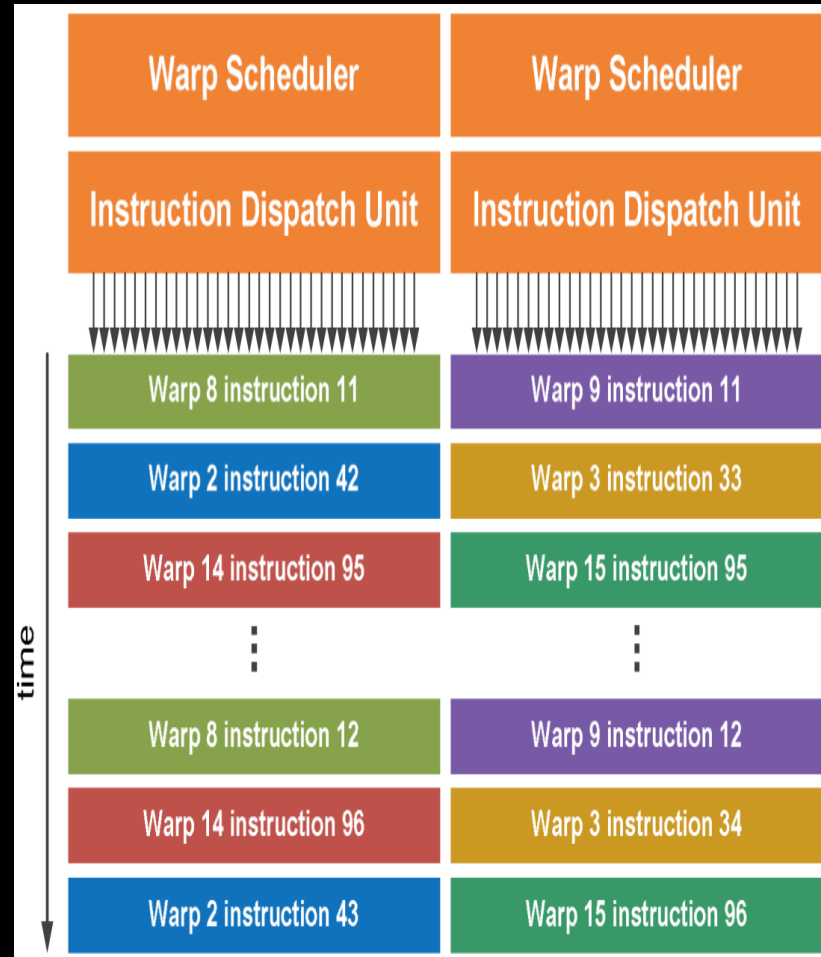 Warp Scheduler
Warp Scheduler
Instruction Dispatch Unit
Instruction Dispatch Unit
Warp 8 instruction 11
Warp 9 instruction 11
Warp 2 instruction 42
Warp 3 instruction 33
Warp 14 instruction 95
Warp 15 instruction 95
time
Warp 8 instruction 12
Warp 9 instruction 12
Warp 14 instruction 96
Warp 3 instruction 34
Warp 2 instruction 43
Warp 15 instruction 96